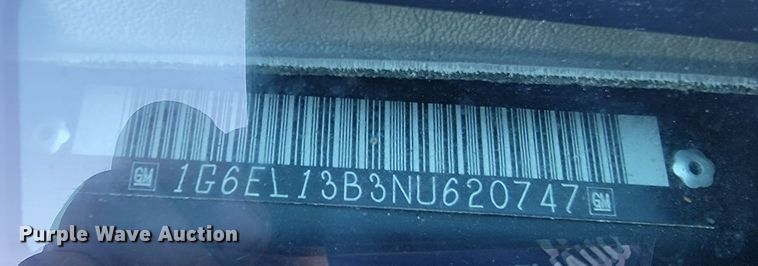 GM 1G6EL13B3NU620747 GM
Purple Wave Auction